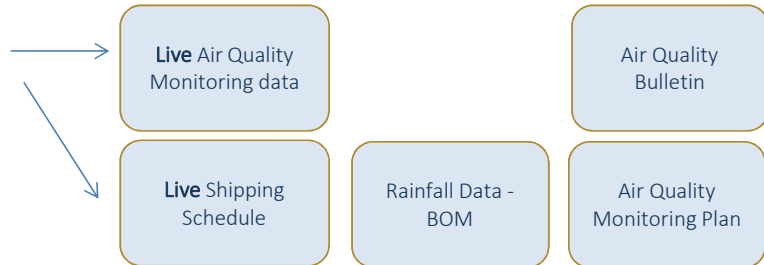 Live Air Quality
Monitoring data
Air Quality
Bulletin
Live Shipping
Schedule
Rainfall Data -
BOM
Air Quality
Monitoring Plan